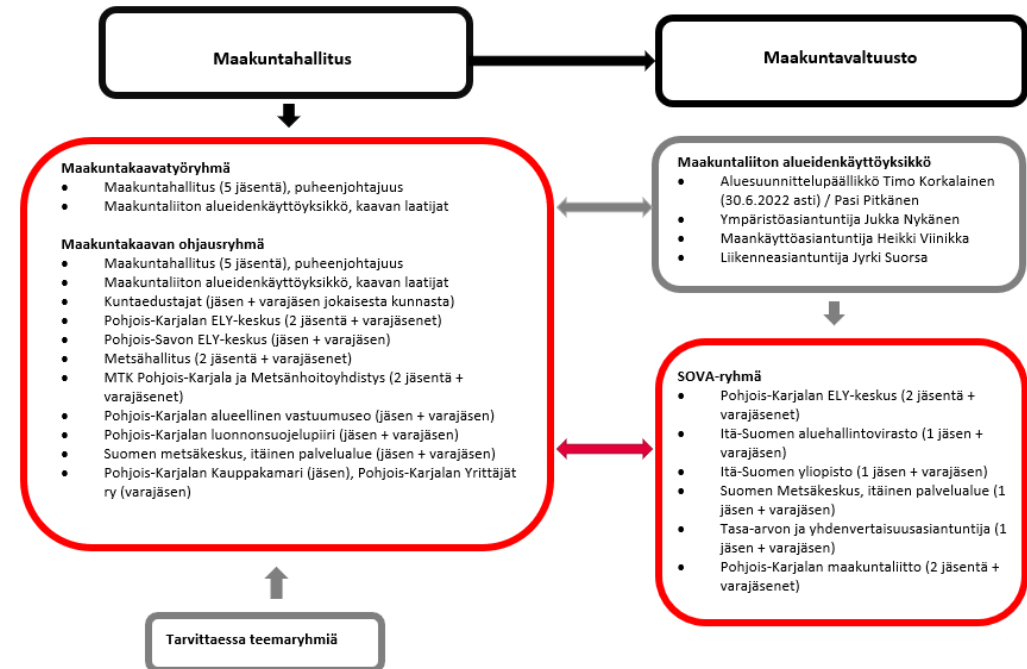 Maakuntahallitus
Maakuntavaltuusto
Maakuntakaavatyöryhmä
• Maakuntahallitus (5 jäsentä), puheenjohtajuus
• Maakuntaliiton alueidenkäyttöyksikkö, kaavan laatijat
Maakuntakaavan ohjausryhmä
• Maakuntahallitus (5 jäsentä), puheenjohtajuus
• Maakuntaliiton alueidenkäyttöyksikkö, kaavan laatijat
• Kuntaedustajat (jäsen + varajäsen jokaisesta kunnasta)
• Pohjois-Karjalan ELY-keskus (2 jäsentä + varajäsenet)
• Pohjois-Savon ELY-keskus (jäsen + varajäsen)
• Metsähallitus (2 jäsentä + varajäsenet)
• MTK Pohjois-Karjala ja Metsänhoitoyhdistys (2 jäsentä +
varajäsenet)
• Pohjois-Karjalan alueellinen vastuumuseo (jäsen + varajäsen)
• Pohjois-Karjalan luonnonsuojelupiiri (jäsen + varajäsen)
• Suomen metsäkeskus, itäinen palvelualue (jäsen + varajäsen)
• Pohjois-Karjalan Kauppakamari (jäsen), Pohjois-Karjalan Yrittäjät
ry (varajäsen)
Maakuntaliiton alueidenkäyttöyksikkö
• Aluesuunnittelupäällikkö Timo Korkalainen
(30.6.2022 asti) / Pasi Pitkänen
• Ympäristöasiantuntija Jukka Nykänen
• Maankäyttöasiantuntija Heikki Viinikka
• Liikenneasiantuntija Jyrki Suorsa
SOVA-ryhmä
• Pohjois-Karjalan ELY-keskus (2 jäsentä +
varajäsenet)
• Itä-Suomen aluehallintovirasto (1 jäsen +
varajäsen)
• Itä-Suomen yliopisto (1 jäsen + varajäsen)
• Suomen Metsäkeskus, itäinen palvelualue (1
jäsen + varajäsen)
• Tasa-arvon ja yhdenvertaisuusasiantuntija (1
jäsen + varajäsen)
• Pohjois-Karjalan maakuntaliitto (2 jäsentä +
varajäsenet)
Tarvittaessa teemaryhmiä